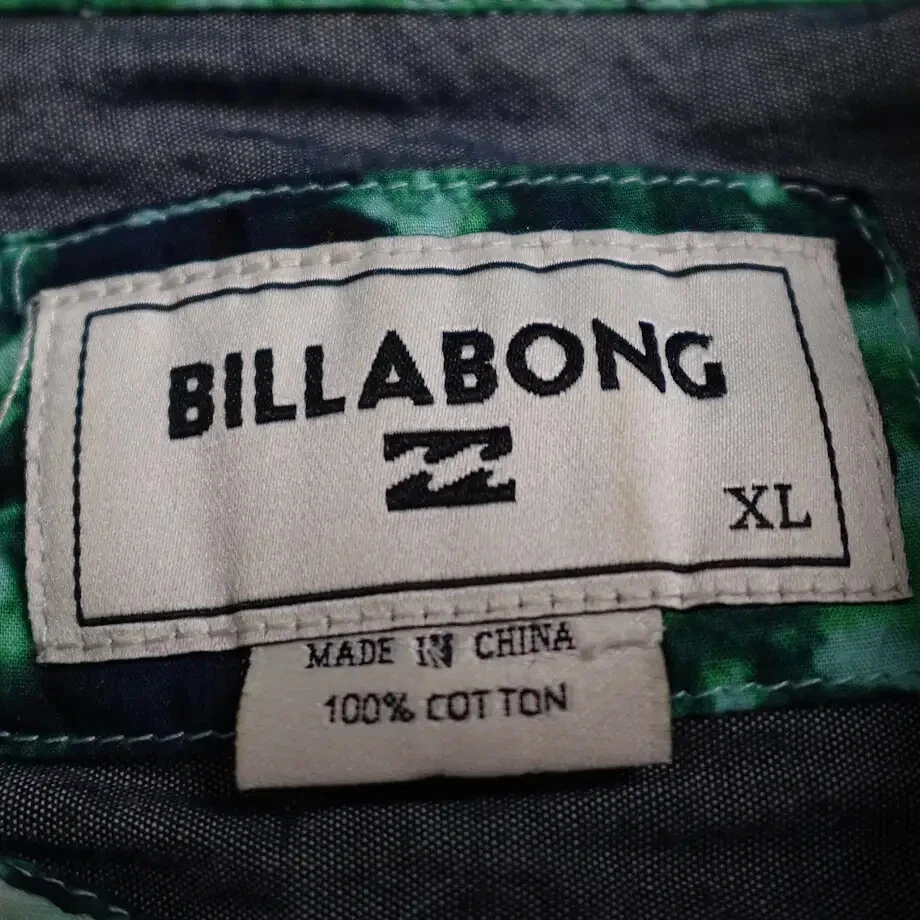 BILLABONG
XL
MADE IN CHINA
100% COTTON